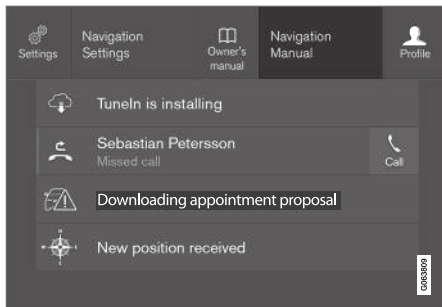 Settings
Navigation
Settings
Owner's
manual
Navigation
Manual
Profile
TuneIn is installing
Sebastian Petersson
Missed call
Call
Downloading appointment proposal
New position received
G063809